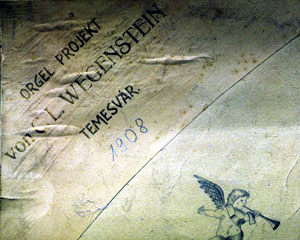 ORGEL PROJEKT
von C. L. WEGENSTEIN
TEMESVÁR.
1908